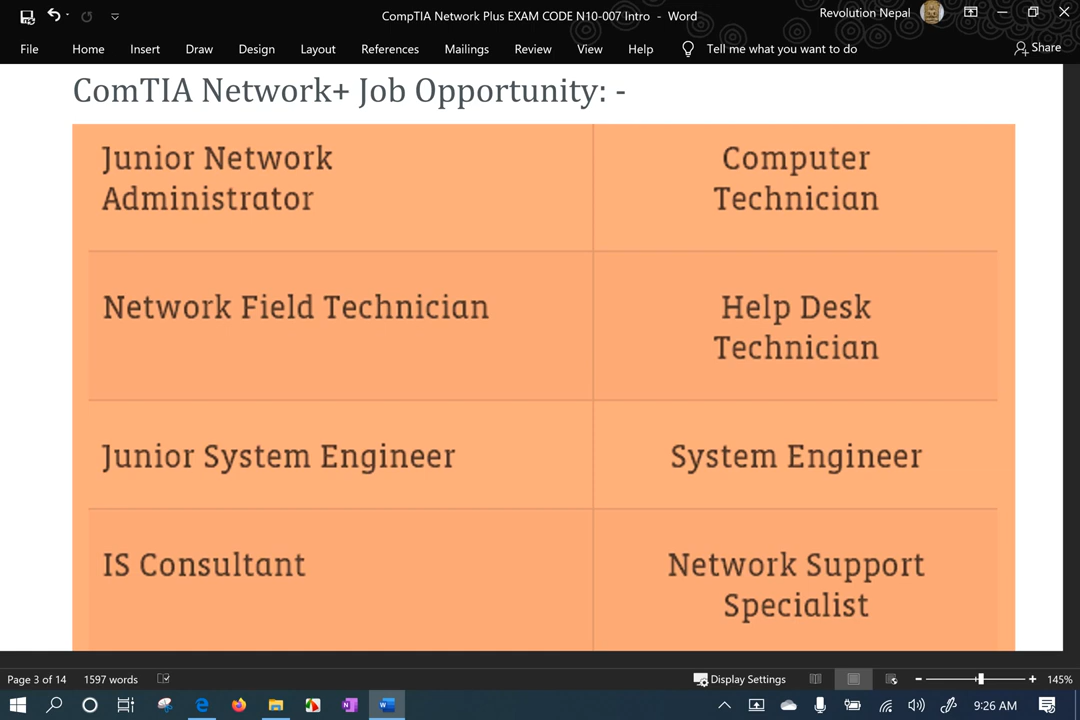 CompTIA Network Plus EXAM CODE N10-007 Intro - Word
Revolution Nepal
File Home Insert Draw Design Layout References Mailings Review View Help Tell me what you want to do Share
ComTIA Network+ Job Opportunity: -
Junior Network
Administrator
Computer
Technician
Network Field Technician
Help Desk
Technician
Junior System Engineer
System Engineer
IS Consultant
Network Support
Specialist
Page 3 of 14 1597 words Display Settings 145%
9:26 AM